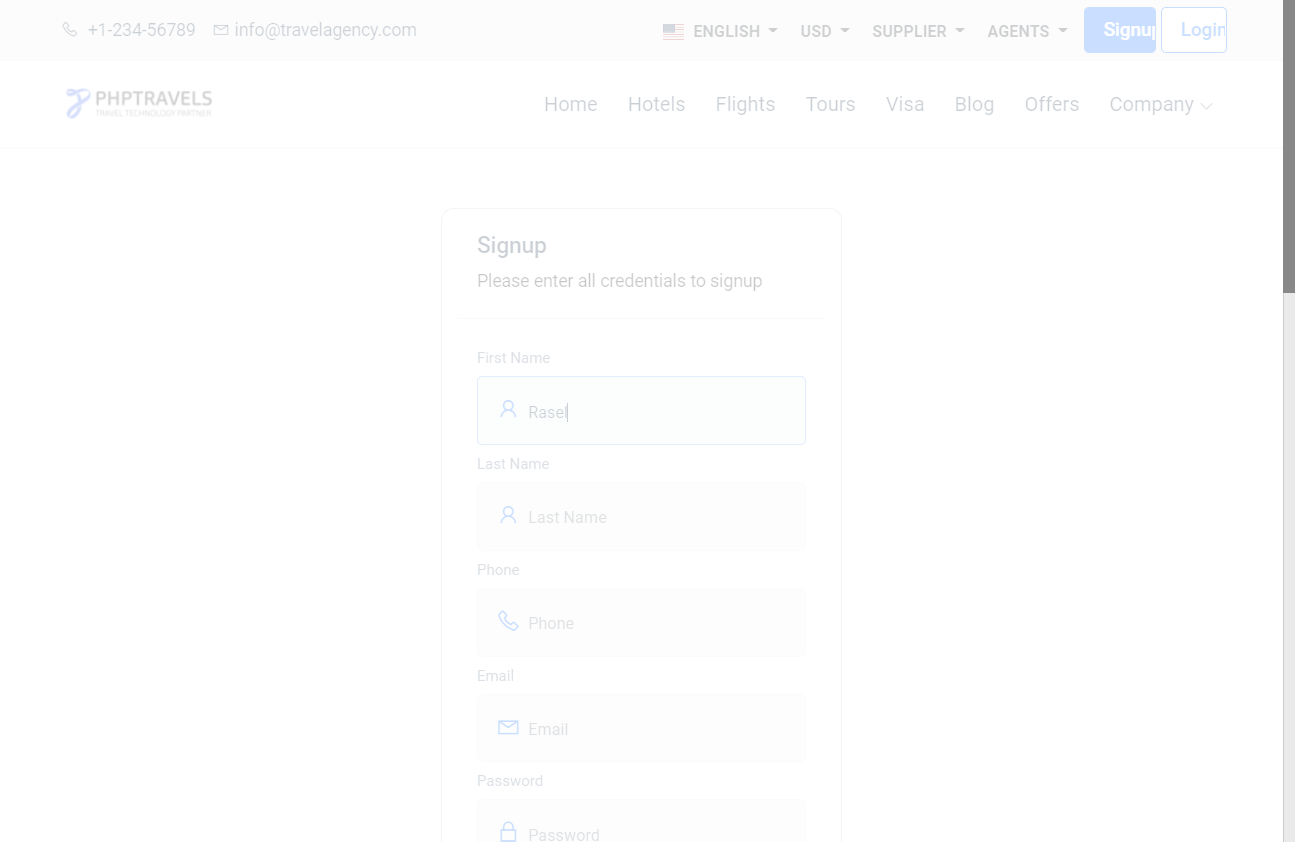 +1-234-56789 info@travelagency.com ENGLISH USD SUPPLIER AGENTS Signup Login
PHPTRAVELS
TRAVEL TECHNOLOGY PARTNER
Home Hotels Flights Tours Visa Blog Offers Company
Signup
Please enter all credentials to signup
First Name
Rasel
Last Name
Last Name
Phone
Phone
Email
Email
Password
Password